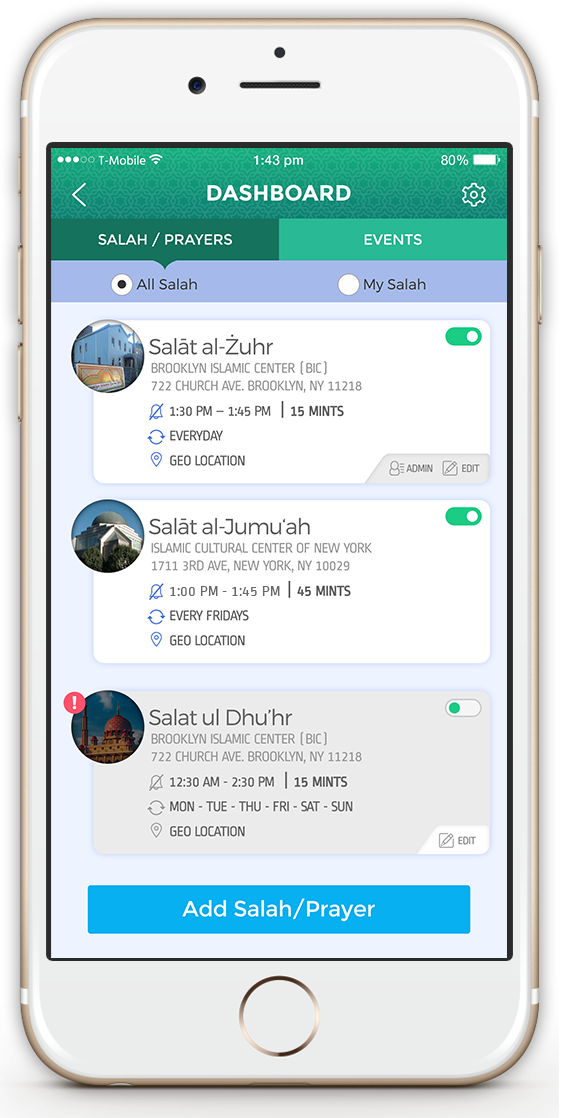 T-Mobile 1:43 pm 80%
DASHBOARD
SALAH / PRAYERS EVENTS
All Salah My Salah
Salāt al-Żuhr
BROOKLYN ISLAMIC CENTER (BIC)
722 CHURCH AVE. BROOKLYN, NY 11218
1:30 PM – 1:45 PM | 15 MINTS
EVERYDAY
GEO LOCATION
ADMIN EDIT
Salāt al-Jumu‘ah
ISLAMIC CULTURAL CENTER OF NEW YORK
1711 3RD AVE, NEW YORK, NY 10029
1:00 PM - 1:45 PM | 45 MINTS
EVERY FRIDAYS
GEO LOCATION
!
Salat ul Dhu’hr
BROOKLYN ISLAMIC CENTER (BIC)
722 CHURCH AVE. BROOKLYN, NY 11218
12:30 AM - 2:30 PM | 15 MINTS
MON - TUE - THU - FRI - SAT - SUN
GEO LOCATION
EDIT
Add Salah/Prayer